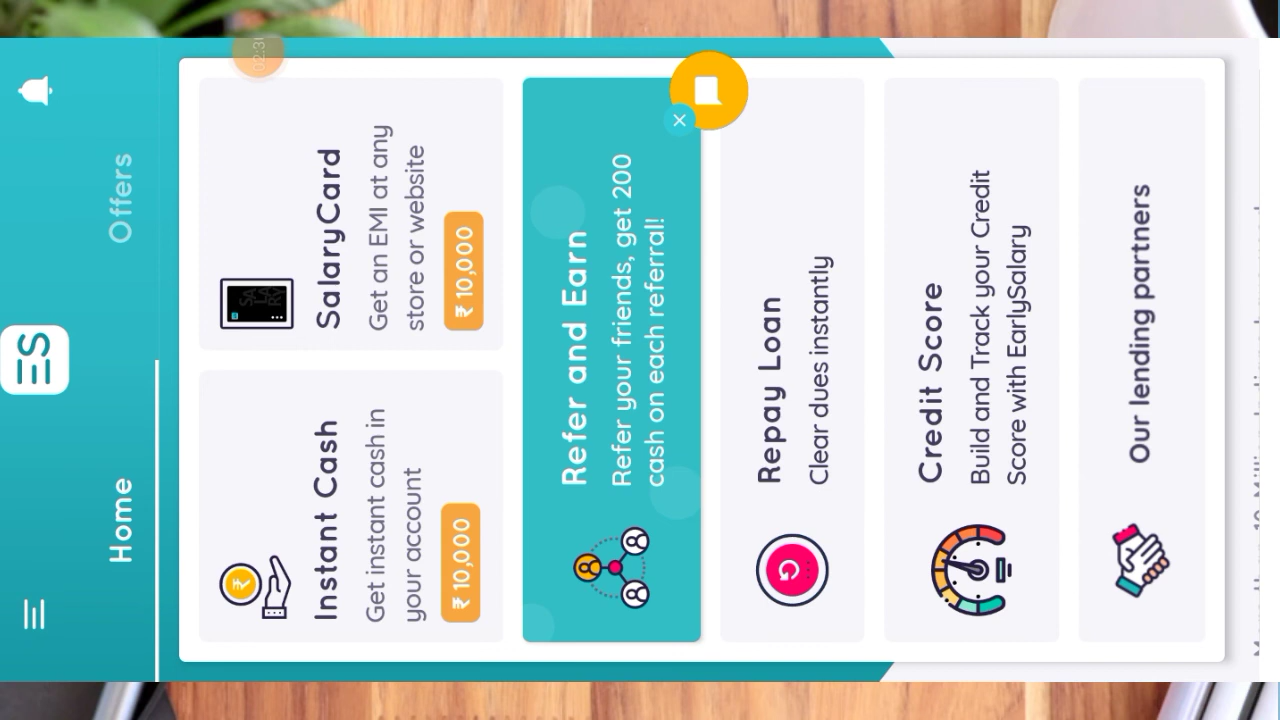 ES
Home
Offers
Instant Cash
Get instant cash in
your account
₹ 10,000
SalaryCard
Get an EMI at any
store or website
₹ 10,000
Refer and Earn
Refer your friends, get 200
cash on each referral!
Repay Loan
Clear dues instantly
Credit Score
Build and Track your Credit
Score with EarlySalary
Our lending partners